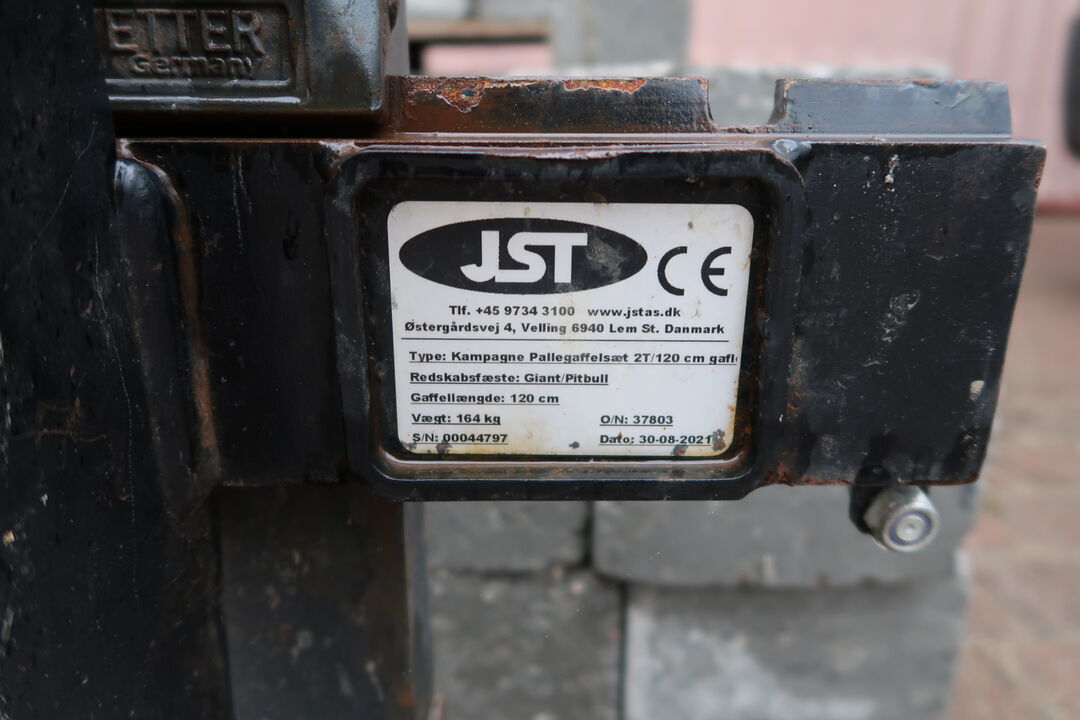 ETTER
Germany
JST CE
Tlf. +45 9734 3100 www.jstas.dk
Østergårdsvej 4, Velling 6940 Lem St. Danmark
Type: Kampagne Pallegaffelsæt 2T/120 cm gafl
Redskabsfæste: Giant/Pitbull
Gaffellængde: 120 cm
Vægt: 164 kg O/N: 37803
S/N: 00044797 Dato: 30-08-2021